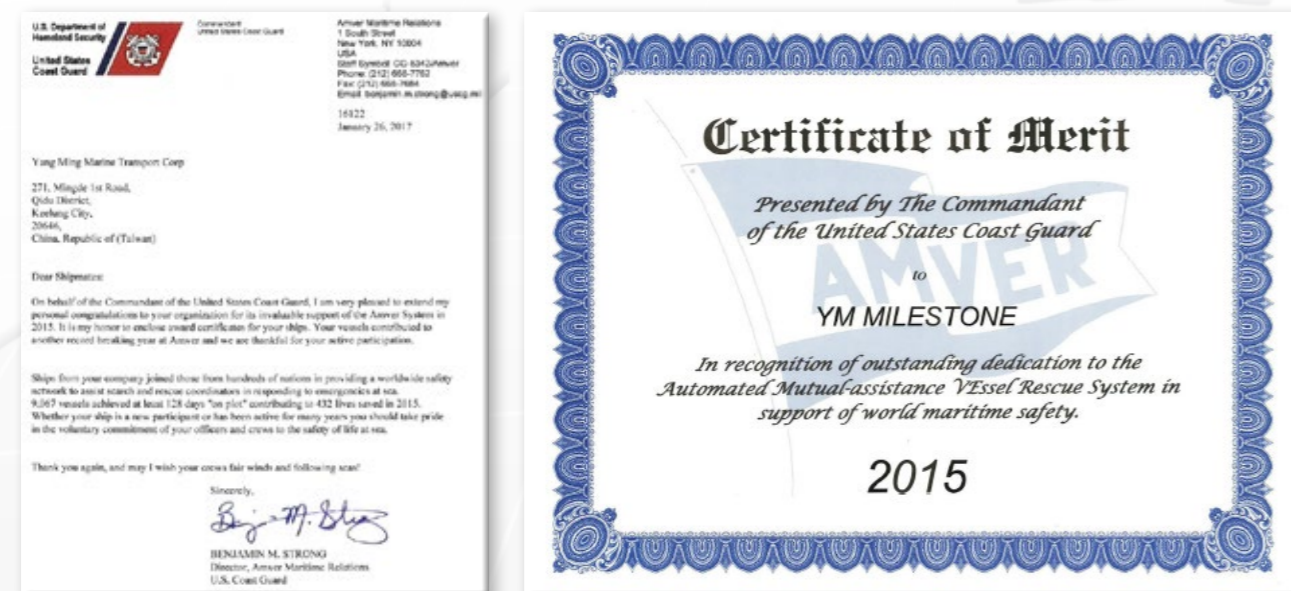 U.S. Department of
Homeland Security
United States
Coast Guard
Commandant
United States Coast Guard
Amver Maritime Relations
1 South Street
New York, NY 10004
USA
Staff Symbol:
Phone: (212) 668-7762
Fax: (212) 668-7684
Email: benjamin.m.strong@uscg.mil
16122
January 26, 2017
Yang Ming Marine Transport Corp
271, Mingde 1st Road,
Qidu District,
Keelung City,
20646,
China, Republic of (Taiwan)
Dear Shipmates:
On behalf of the Commandant of the United States Coast Guard, I am very pleased to extend my
personal congratulations to your organization for its invaluable support of the Amver System in
2015. It is my honor to enclose award certificates for your ships. Your vessels contributed to
another record breaking year at Amver and we are thankful for your active participation.
Ships from your company joined those from hundreds of nations in providing a worldwide safety
network to assist search and rescue coordinators in responding to emergencies at sea.
9,067 vessels achieved at least 128 days "on plot" contributing to 432 lives saved in 2015.
Whether your ship is a new participant or has been active for many years you should take pride
in the voluntary commitment of your officers and crews to the safety of life at sea.
Thank you again, and may I wish your crews fair winds and following seas!
Sincerely,
BENJAMIN M. STRONG
Director, Amver Maritime Relations
U.S. Coast Guard
Certificate of Merit
Presented by The Commandant
of the United States Coast Guard
AMVER
to
YM MILESTONE
In recognition of outstanding dedication to the
Automated Mutual-assistance VEssel Rescue System in
support of world maritime safety.
2015